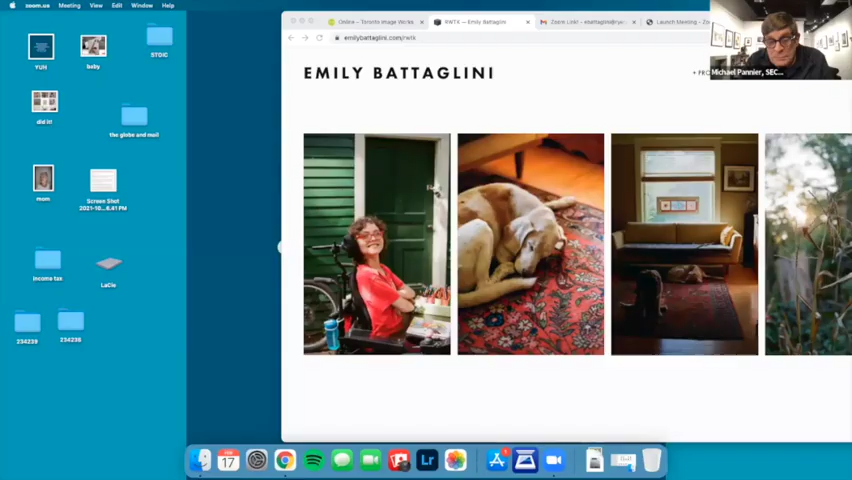 zoom.us Meeting View Edit Window Help
Online – Toronto Image Works
RWTK — Emily Battaglini
Launch Meeting - Zo
emilybattaglini.com/rwtk
EMILY BATTAGLINI
Michael Pannier, SEC...
YUH
baby
STOIC
did it!
the globe and mail
mom
Screen Shot
2021-10...6.41 PM
income tax
LaCie
234239
234238
17
Lr